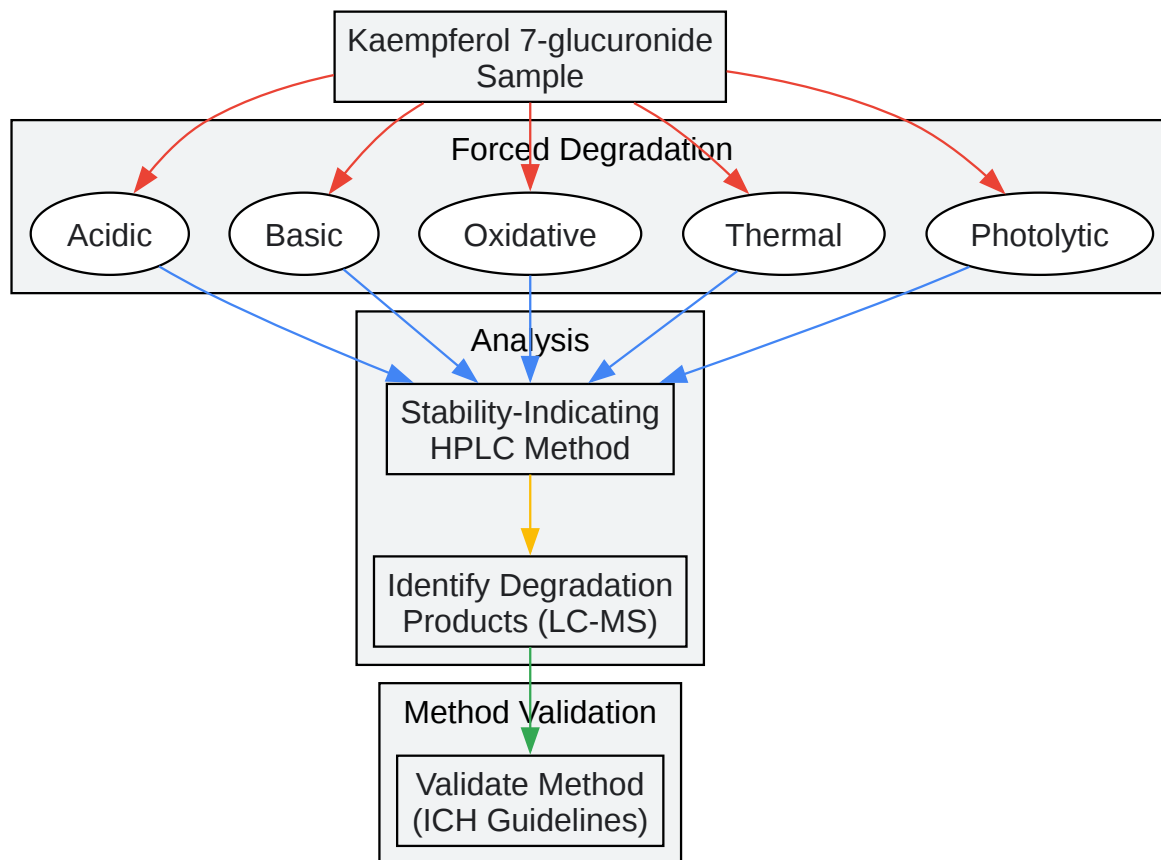 Kaempferol 7-glucuronide
Sample
Forced Degradation
Acidic
Basic
Oxidative
Thermal
Photolytic
Analysis
Stability-Indicating
HPLC Method
Identify Degradation
Products (LC-MS)
Method Validation
Validate Method
(ICH Guidelines)